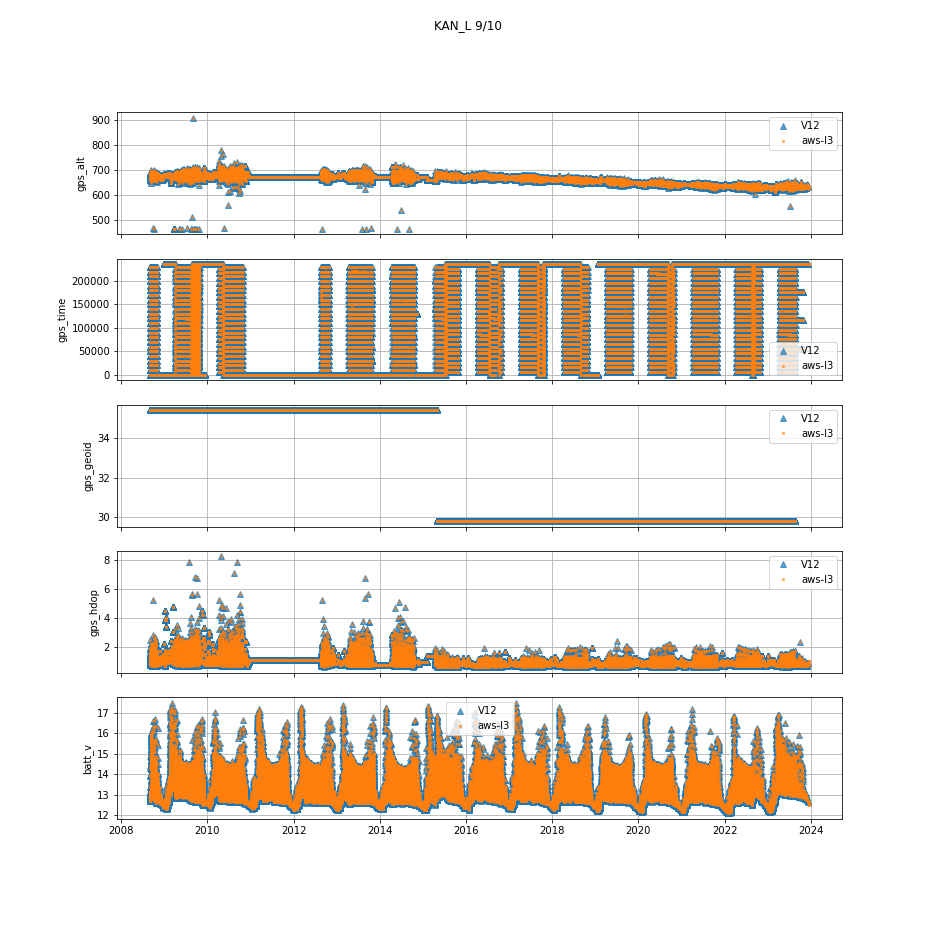 KAN_L 9/10
gps_alt
900
800
700
600
500
V12
aws-l3
gps_time
200000
150000
100000
50000
0
V12
aws-l3
gps_geoid
34
32
30
V12
aws-l3
gps_hdop
8
6
4
2
V12
aws-l3
batt_v
17
16
15
14
13
12
V12
aws-l3
2008 2010 2012 2014 2016 2018 2020 2022 2024